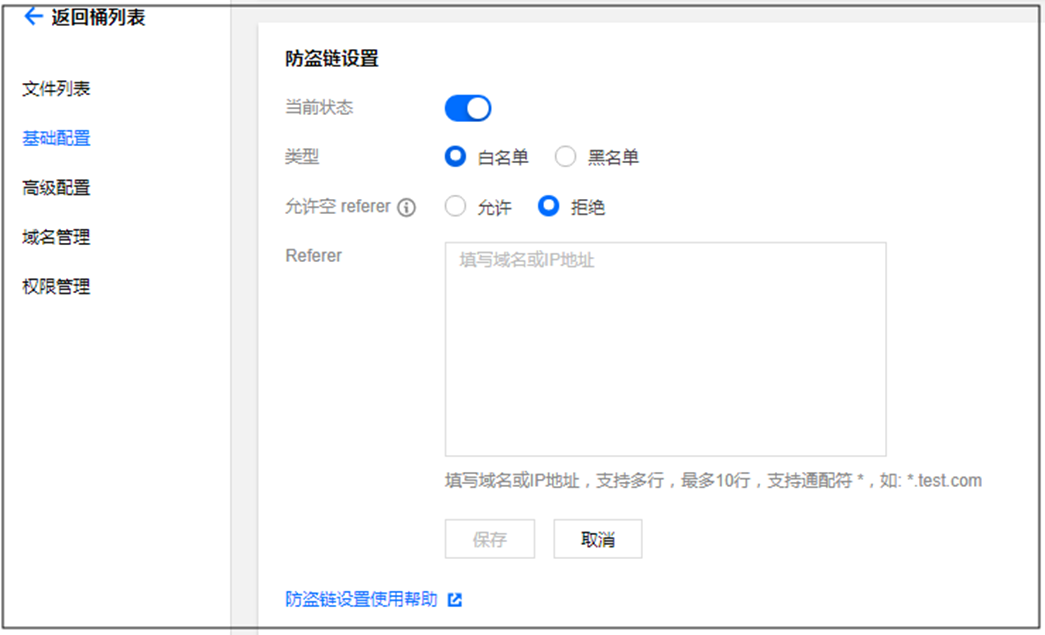 返回桶列表
文件列表
基础配置
高级配置
域名管理
权限管理
防盗链设置
当前状态
类型 白名单 黑名单
允许空 referer 允许 拒绝
Referer 填写域名或IP地址
填写域名或IP地址，支持多行，最多10行，支持通配符 *，如: *.test.com
保存 取消
防盗链设置使用帮助